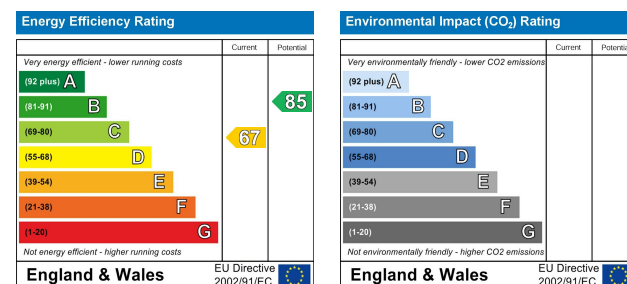 Energy Efficiency Rating
Current Potential
Very energy efficient - lower running costs
(92 plus) A
(81-91) B
85
(69-80) C
67
(55-68) D
(39-54) E
(21-38) F
(1-20) G
Not energy efficient - higher running costs
England & Wales
EU Directive
2002/91/EC
Environmental Impact (CO2) Rating
Current Potentia
Very environmentally friendly - lower CO2 emissions
(92 plus) A
(81-91) B
(69-80) C
(55-68) D
(39-54) E
(21-38) F
(1-20) G
Not environmentally friendly - higher CO2 emissions
England & Wales
EU Directive
2002/91/EC